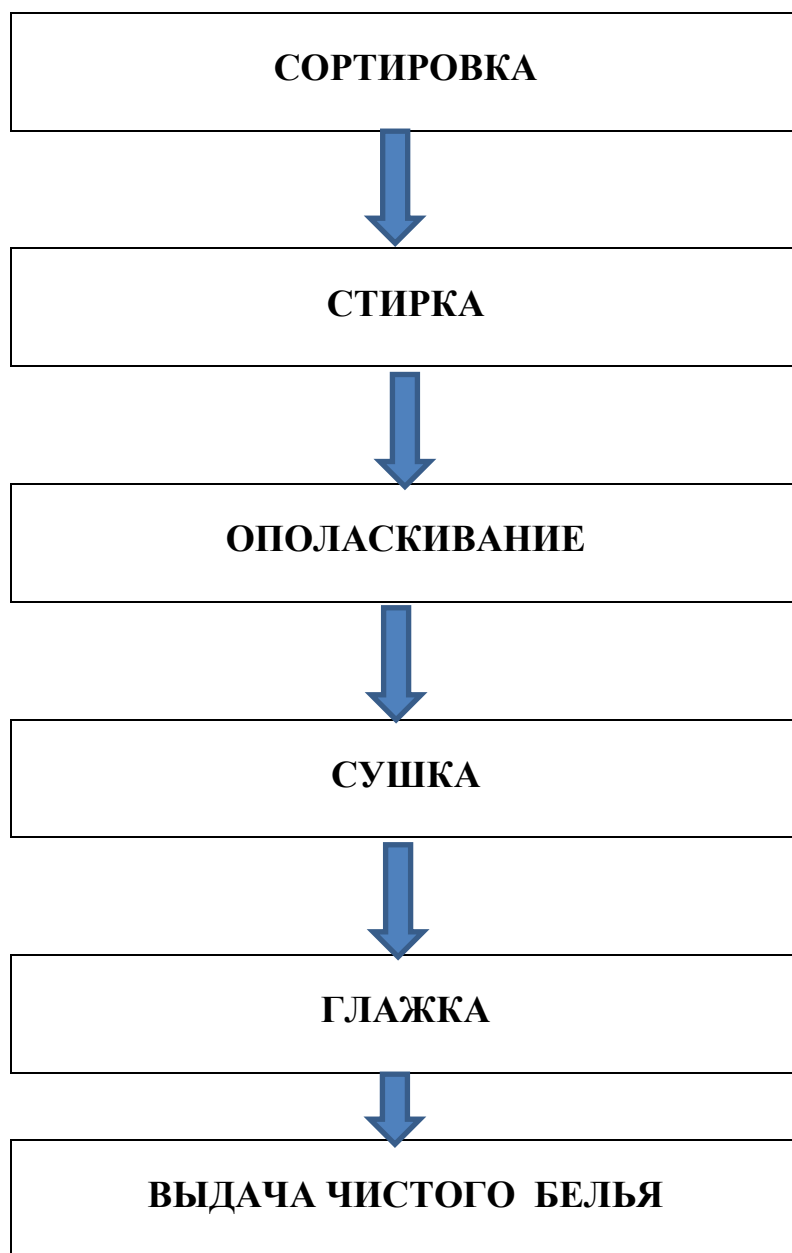 СОРТИРОВКА
СТИРКА
ОПОЛАСКИВАНИЕ
СУШКА
ГЛАЖКА
ВЫДАЧА ЧИСТОГО БЕЛЬЯ